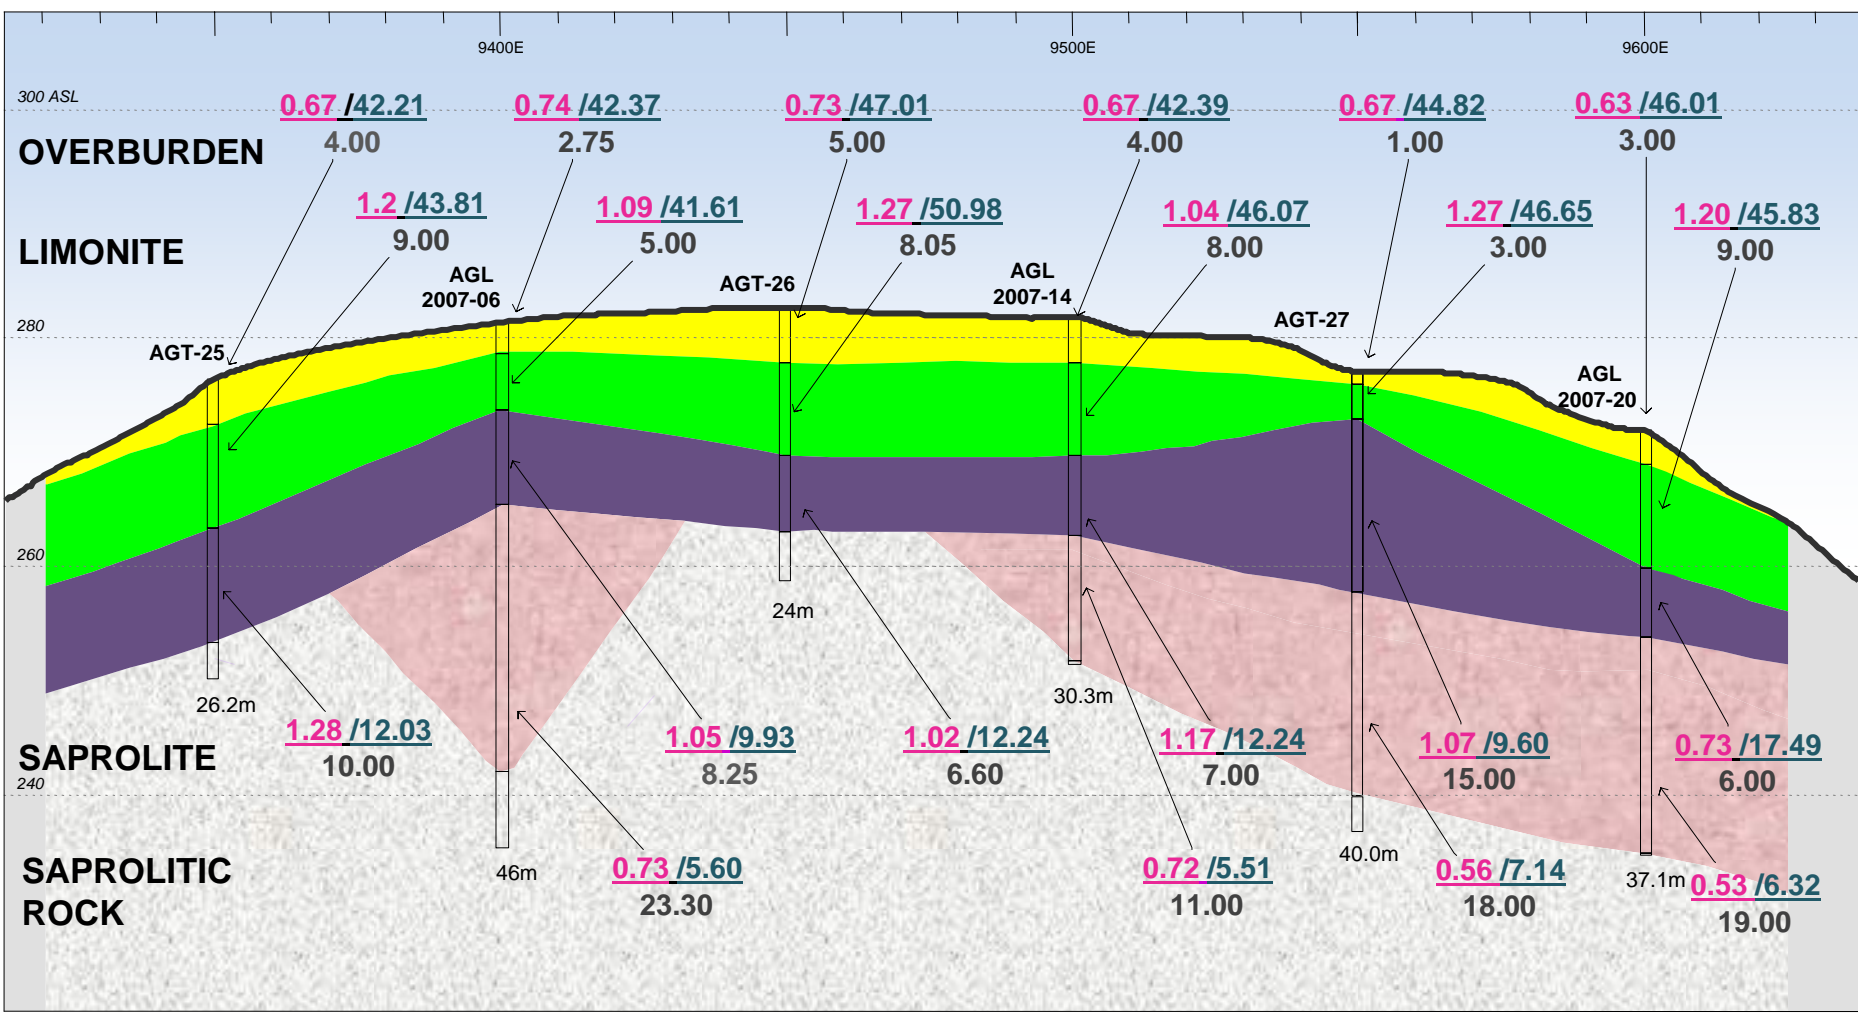 9400E
9500E
9600E
300 ASL
0.67 /42.21
4.00
0.74 /42.37
2.75
0.73 /47.01
5.00
0.67 /42.39
4.00
0.67 /44.82
1.00
0.63 /46.01
3.00
OVERBURDEN
1.2 /43.81
9.00
1.09 /41.61
5.00
1.27 /50.98
8.05
1.04 /46.07
8.00
1.27 /46.65
3.00
1.20 /45.83
9.00
LIMONITE
AGT-25
AGL
2007-06
AGT-26
AGL
2007-14
AGT-27
AGL
2007-20
280
260
24m
26.2m
30.3m
1.28 /12.03
10.00
1.05 /9.93
8.25
1.02 /12.24
6.60
1.17 /12.24
7.00
1.07 /9.60
15.00
0.73 /17.49
6.00
SAPROLITE
240
46m
40.0m
37.1m
0.73 /5.60
23.30
0.72 /5.51
11.00
0.56 /7.14
18.00
0.53 /6.32
19.00
SAPROLITIC
ROCK